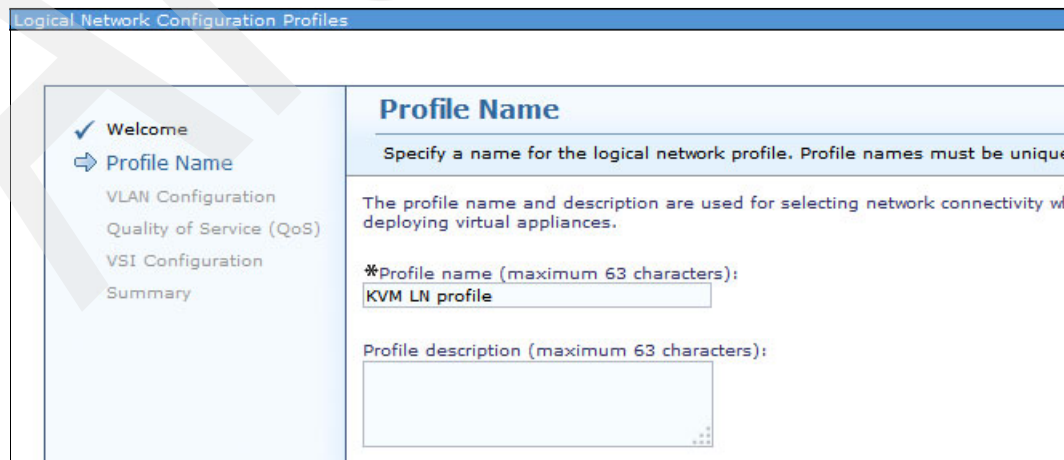 Logical Network Configuration Profiles
Welcome
Profile Name
VLAN Configuration
Quality of Service (QoS)
VSI Configuration
Summary
Profile Name
Specify a name for the logical network profile. Profile names must be unique
The profile name and description are used for selecting network connectivity
deploying virtual appliances.
*Profile name (maximum 63 characters):
KVM LN profile
Profile description (maximum 63 characters):